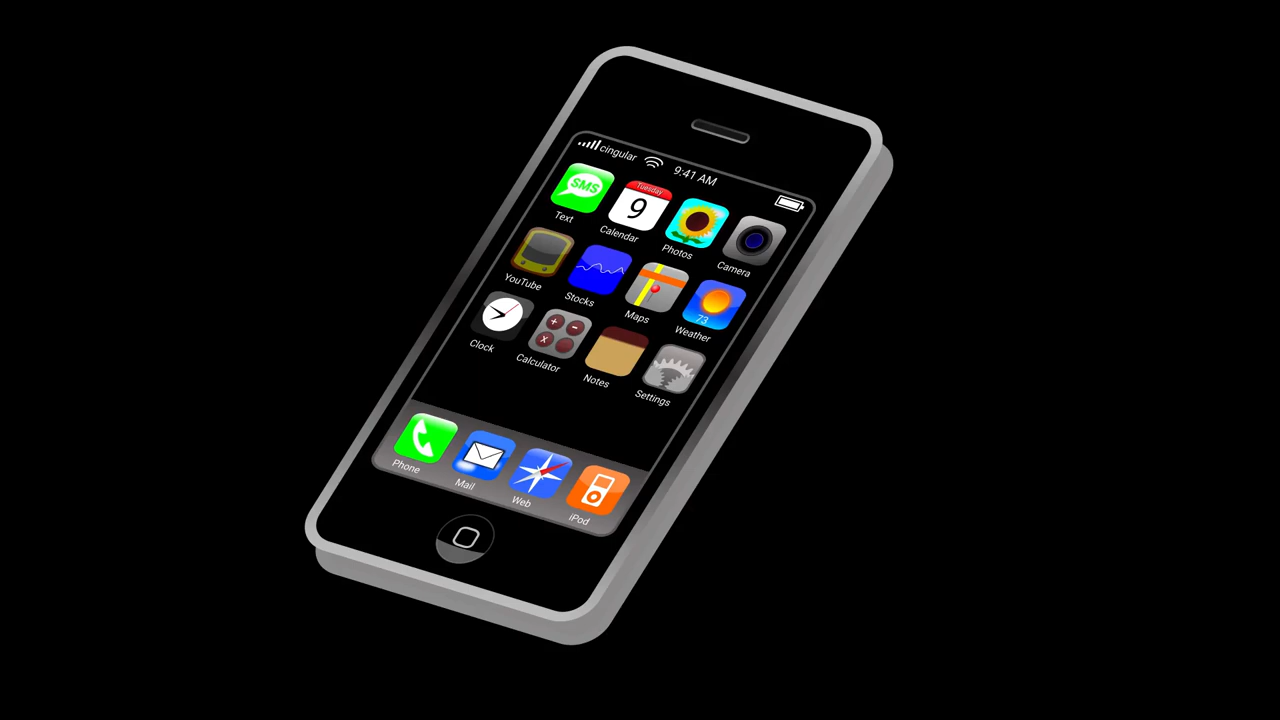 cingular 9:41 AM
SMS
Text
Tuesday
9
Calendar
Photos
Camera
YouTube
Stocks
Maps
73
Weather
Clock
+ −
x
Calculator
Notes
Settings
Phone
Mail
Web
iPod